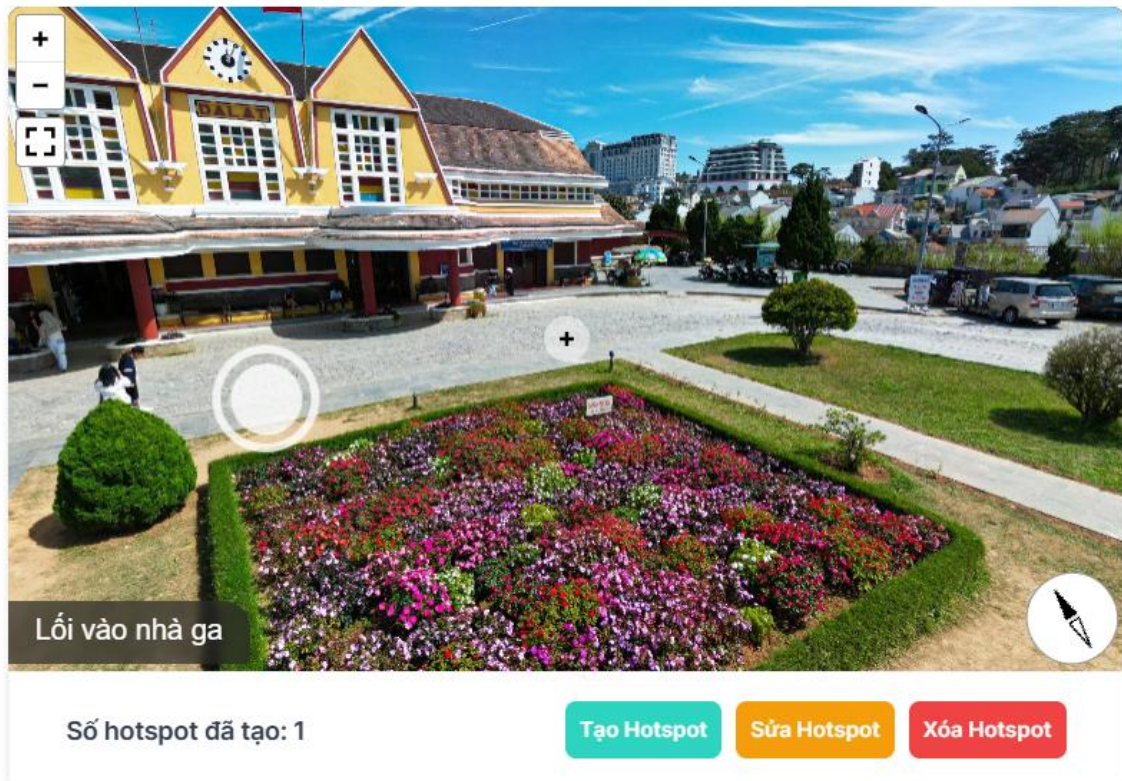 +
−
DALAT
+
Lối vào nhà ga
Số hotspot đã tạo: 1
Tạo Hotspot
Sửa Hotspot
Xóa Hotspot